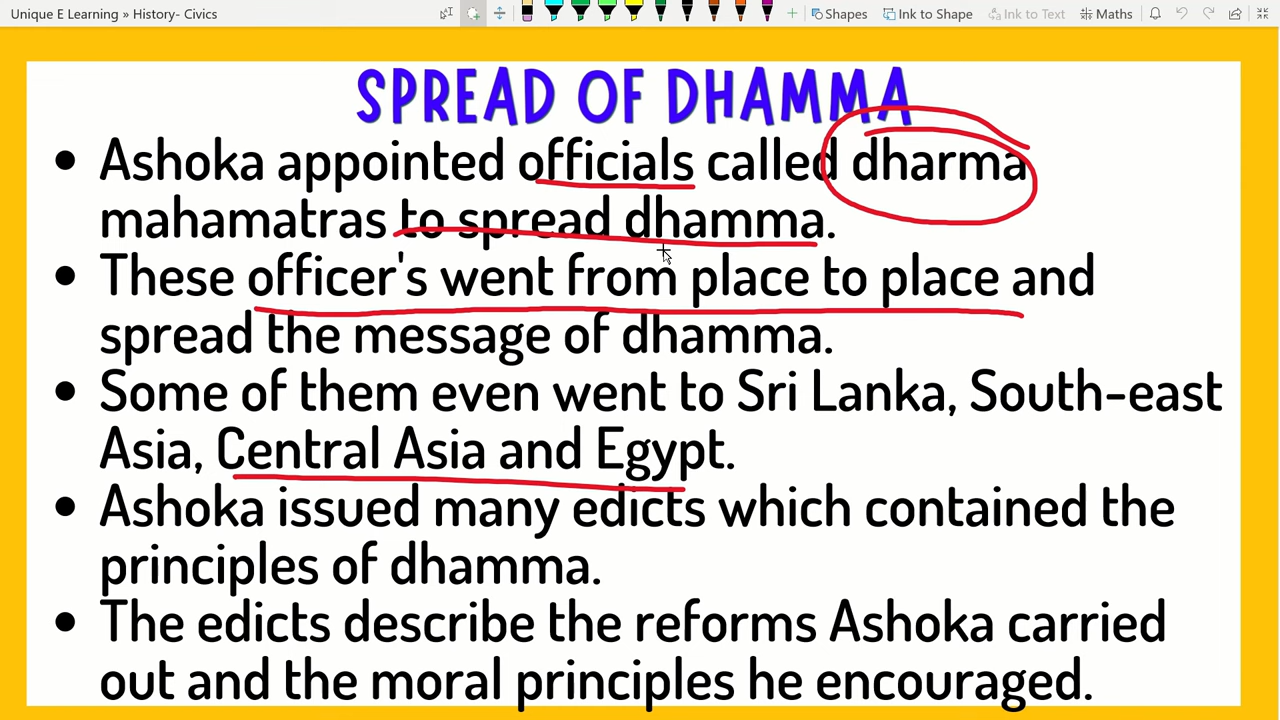 Unique E Learning » History- Civics
Shapes Ink to Shape Ink to Text Maths
SPREAD OF DHAMMA
• Ashoka appointed officials called dharma
mahamatras to spread dhamma.
• These officer's went from place to place and
spread the message of dhamma.
• Some of them even went to Sri Lanka, South-east
Asia, Central Asia and Egypt.
• Ashoka issued many edicts which contained the
principles of dhamma.
• The edicts describe the reforms Ashoka carried
out and the moral principles he encouraged.